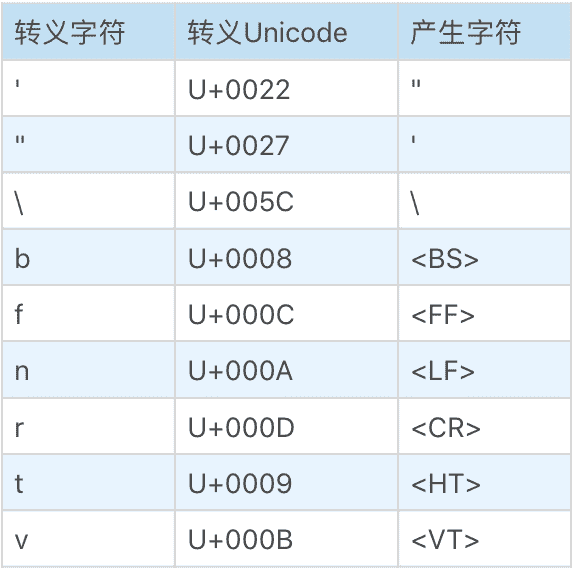 转义字符 转义Unicode 产生字符
' U+0022 "
" U+0027 '
\ U+005C \
b U+0008 <BS>
f U+000C <FF>
n U+000A <LF>
r U+000D <CR>
t U+0009 <HT>
v U+000B <VT>